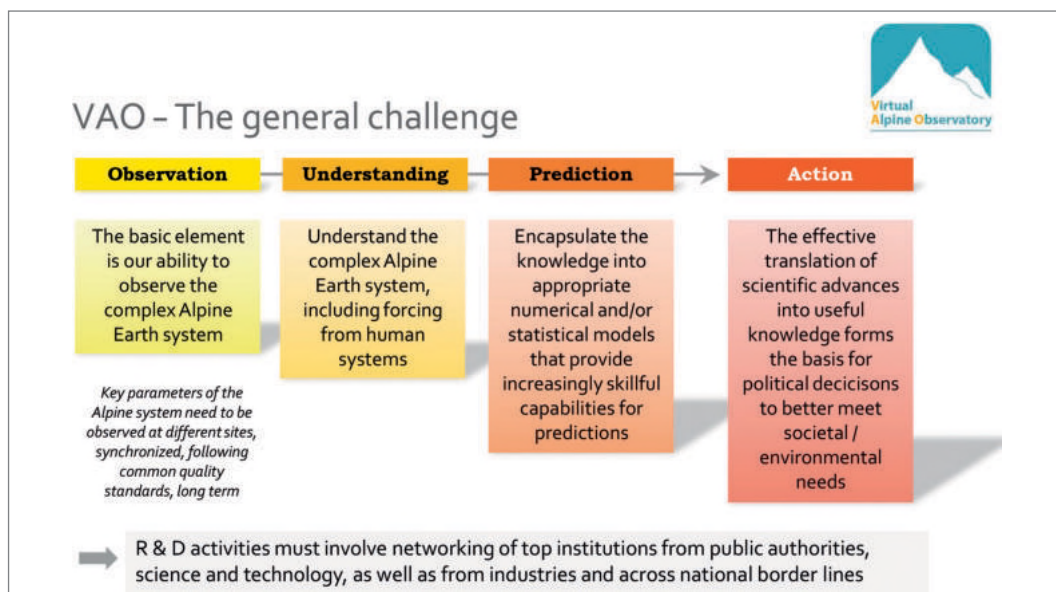 Virtual
Alpine Observatory
VAO – The general challenge
Observation
Understanding
Prediction
Action
The basic element
is our ability to
observe the
complex Alpine
Earth system
Key parameters of the
Alpine system need to be
observed at different sites,
synchronized, following
common quality
standards, long term
Understand the
complex Alpine
Earth system,
including forcing
from human
systems
Encapsulate the
knowledge into
appropriate
numerical and/or
statistical models
that provide
increasingly skillful
capabilities for
predictions
The effective
translation of
scientific advances
into useful
knowledge forms
the basis for
political decicisons
to better meet
societal /
environmental
needs
R & D activities must involve networking of top institutions from public authorities,
science and technology, as well as from industries and across national border lines